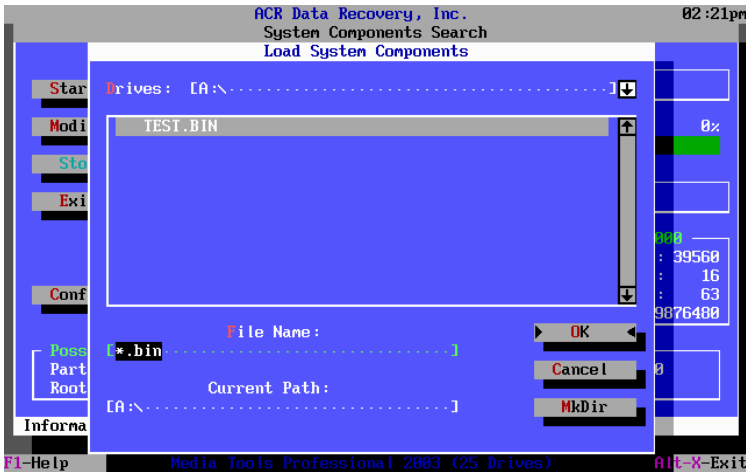 ACR Data Recovery, Inc. 02:21pm
System Components Search
Load System Components
Star Drives: [A:\ ]
Modi TEST.BIN 0%
Sto
Exi
000
: 39560
: 16
Conf : 63
9876480
File Name: OK
Poss [*.bin ]
Part Cancel 0
Root Current Path:
[A:\ ] MkDir
Informa
F1-Help Media Tools Professional 2003 (25 Drives) Alt-X-Exit